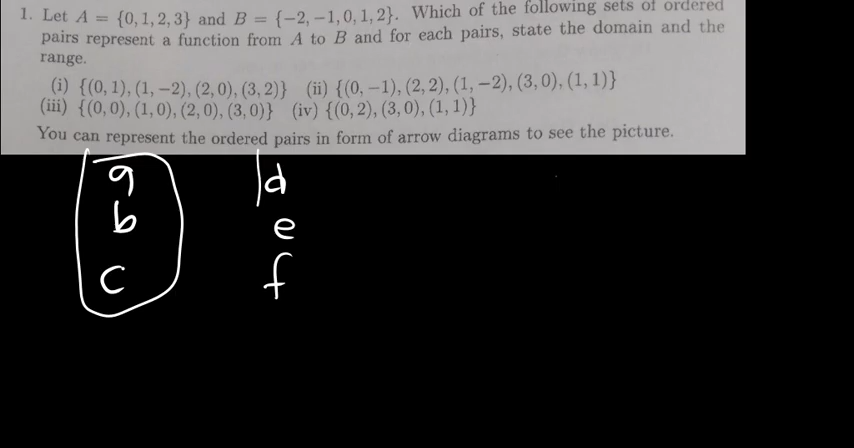 1. Let A = {0, 1, 2, 3} and B = {−2, −1, 0, 1, 2}. Which of the following sets of ordered
pairs represent a function from A to B and for each pairs, state the domain and the
range.
(i) {(0, 1), (1, −2), (2, 0), (3, 2)} (ii) {(0, −1), (2, 2), (1, −2), (3, 0), (1, 1)}
(iii) {(0, 0), (1, 0), (2, 0), (3, 0)} (iv) {(0, 2), (3, 0), (1, 1)}
You can represent the ordered pairs in form of arrow diagrams to see the picture.
a d
b e
c f